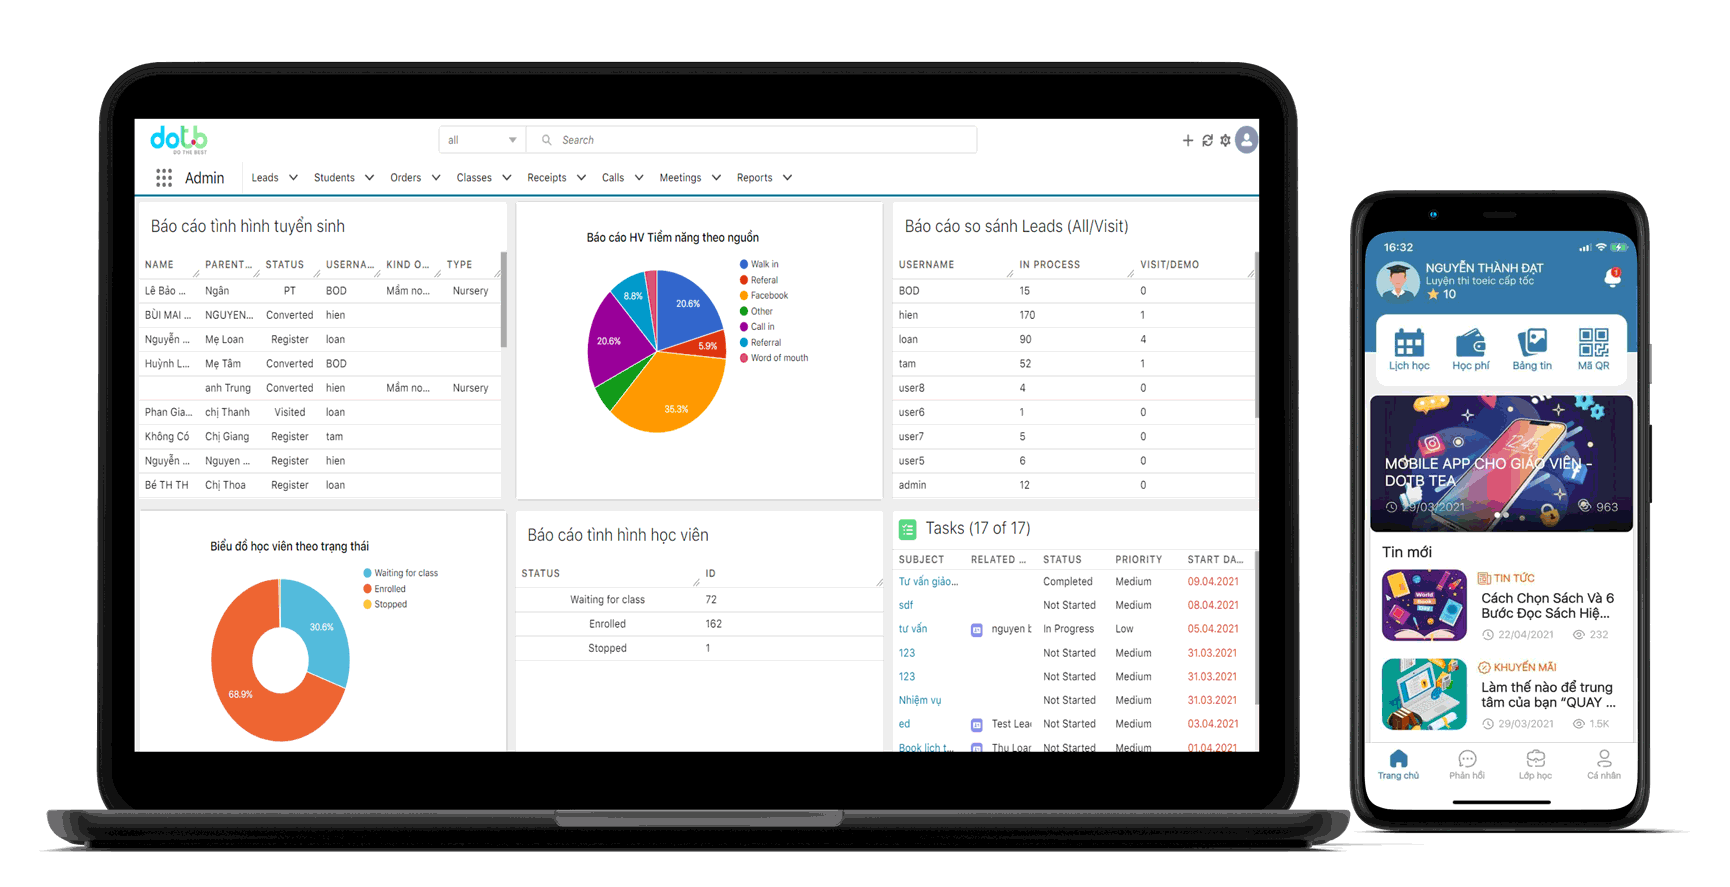 dotb
DO THE BEST
all
Search
Admin
Leads
Students
Orders
Classes
Receipts
Calls
Meetings
Reports
Báo cáo tình hình tuyển sinh
NAME PARENT... STATUS USERNA... KIND O... TYPE
Lê Bảo ... Ngân PT BOD Mầm no... Nursery
BÙI MAI ... NGUYEN... Converted hien
Nguyễn ... Mẹ Loan Register loan
Huỳnh L... Mẹ Tâm Converted BOD
anh Trung Converted hien Mầm no... Nursery
Phan Gia... chị Thanh Visited loan
Không Có Chị Giang Register tam
Nguyễn ... Nguyen ... Register hien
Bé TH TH Chị Thoa Register loan
Báo cáo HV Tiềm năng theo nguồn
Walk in
Referal
Facebook
Other
Call in
Referral
Word of mouth
20.6%
5.9%
35.3%
20.6%
8.8%
Báo cáo so sánh Leads (All/Visit)
USERNAME IN PROCESS VISIT/DEMO
BOD 15 0
hien 170 1
loan 90 4
tam 52 1
user8 4 0
user6 1 0
user7 5 0
user5 6 0
admin 12 0
Biểu đồ học viên theo trạng thái
Waiting for class
Enrolled
Stopped
30.6%
68.9%
Báo cáo tình hình học viên
STATUS ID
Waiting for class 72
Enrolled 162
Stopped 1
Tasks (17 of 17)
SUBJECT RELATED ... STATUS PRIORITY START DA...
Tư vấn giáo... Completed Medium 09.04.2021
sdf Not Started Medium 08.04.2021
tư vấn nguyen In Progress Low 05.04.2021
123 Not Started Medium 31.03.2021
123 Not Started Medium 31.03.2021
Nhiệm vụ Not Started Medium 31.03.2021
ed Test Lea Not Started Medium 03.04.2021
Book lịch t... Thu Loan Not Started Medium 01.04.2021
16:32
NGUYỄN THÀNH ĐẠT
Luyện thi toeic cấp tốc
10
1
Lịch học
Học phí
Bảng tin
Mã QR
12:45
MOBILE APP CHO GIÁO VIÊN -
DOTB TEA
29/03/2021 963
Tin mới
World
Book
Day
TIN TỨC
Cách Chọn Sách Và 6
Bước Đọc Sách Hiệ...
22/04/2021 232
KHUYẾN MÃI
Làm thế nào để trung
tâm của bạn “QUAY ...
29/03/2021 1.5K
Trang chủ
Phản hồi
Lớp học
Cá nhân